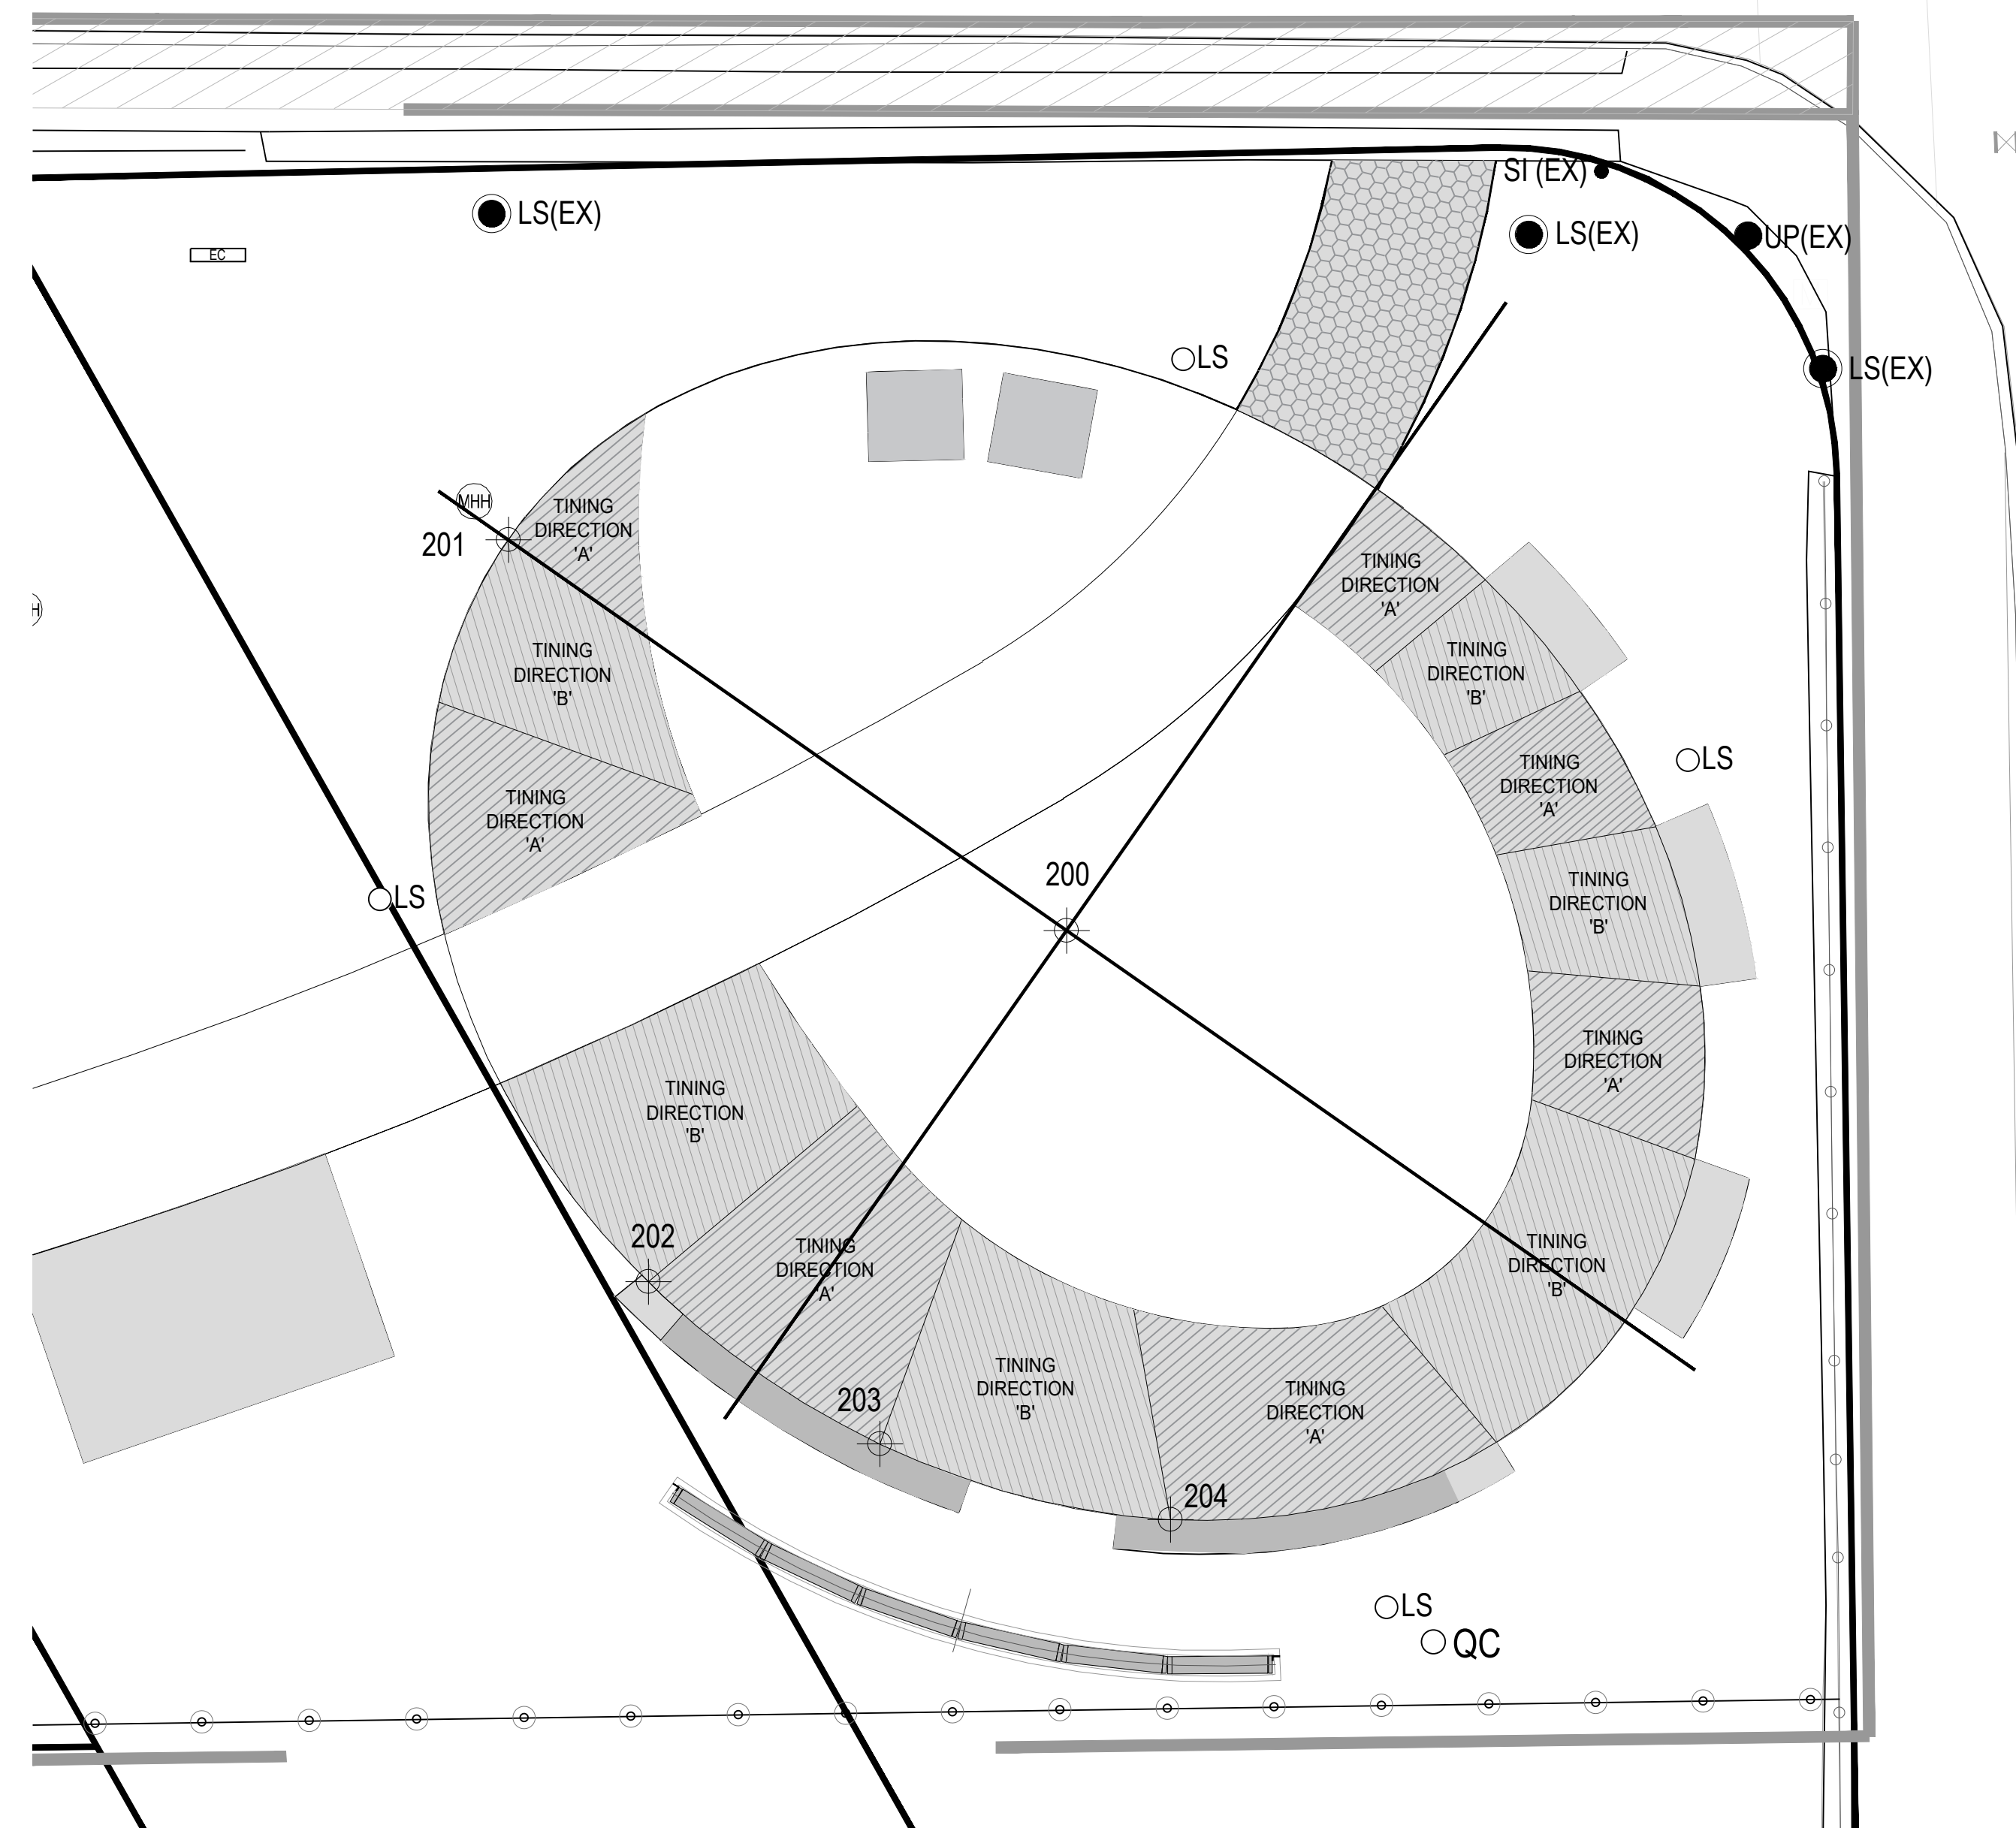 SI (EX)
LS(EX)
LS(EX)
UP(EX)
EC
LS
LS(EX)
MHH
201
TINING
DIRECTION
'A'
TINING
DIRECTION
'A'
H
TINING
DIRECTION
'B'
TINING
DIRECTION
'B'
LS
TINING
DIRECTION
'A'
TINING
DIRECTION
'A'
200
LS
TINING
DIRECTION
'B'
TINING
DIRECTION
'A'
TINING
DIRECTION
'B'
202
TINING
DIRECTION
'A'
TINING
DIRECTION
'B'
203
TINING
DIRECTION
'B'
TINING
DIRECTION
'A'
204
LS
QC